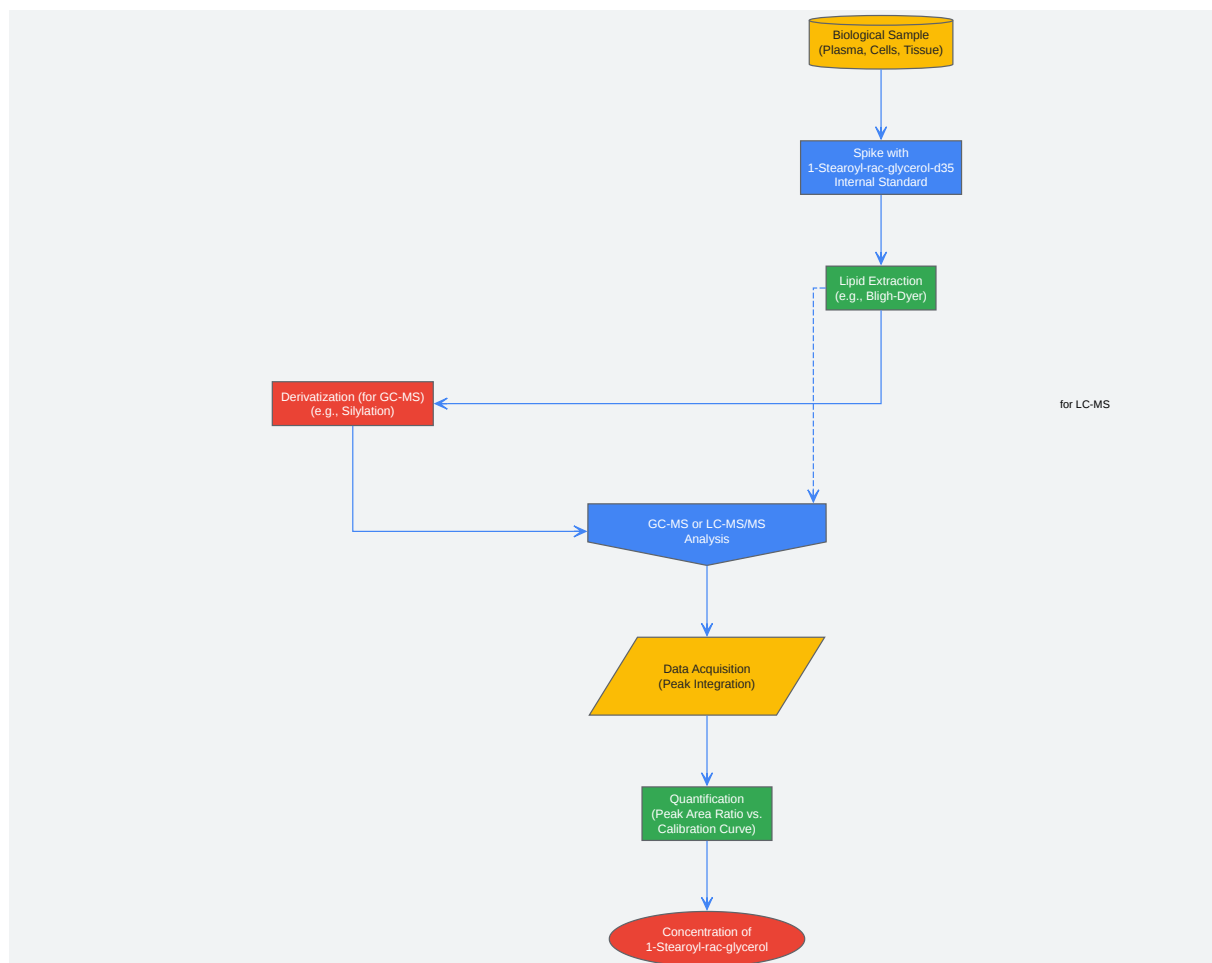 Biological Sample
(Plasma, Cells, Tissue)
Spike with
1-Stearoyl-rac-glycerol-d35
Internal Standard
Lipid Extraction
(e.g., Bligh-Dyer)
Derivatization (for GC-MS)
(e.g., Silylation)
for LC-MS
GC-MS or LC-MS/MS
Analysis
Data Acquisition
(Peak Integration)
Quantification
(Peak Area Ratio vs.
Calibration Curve)
Concentration of
1-Stearoyl-rac-glycerol